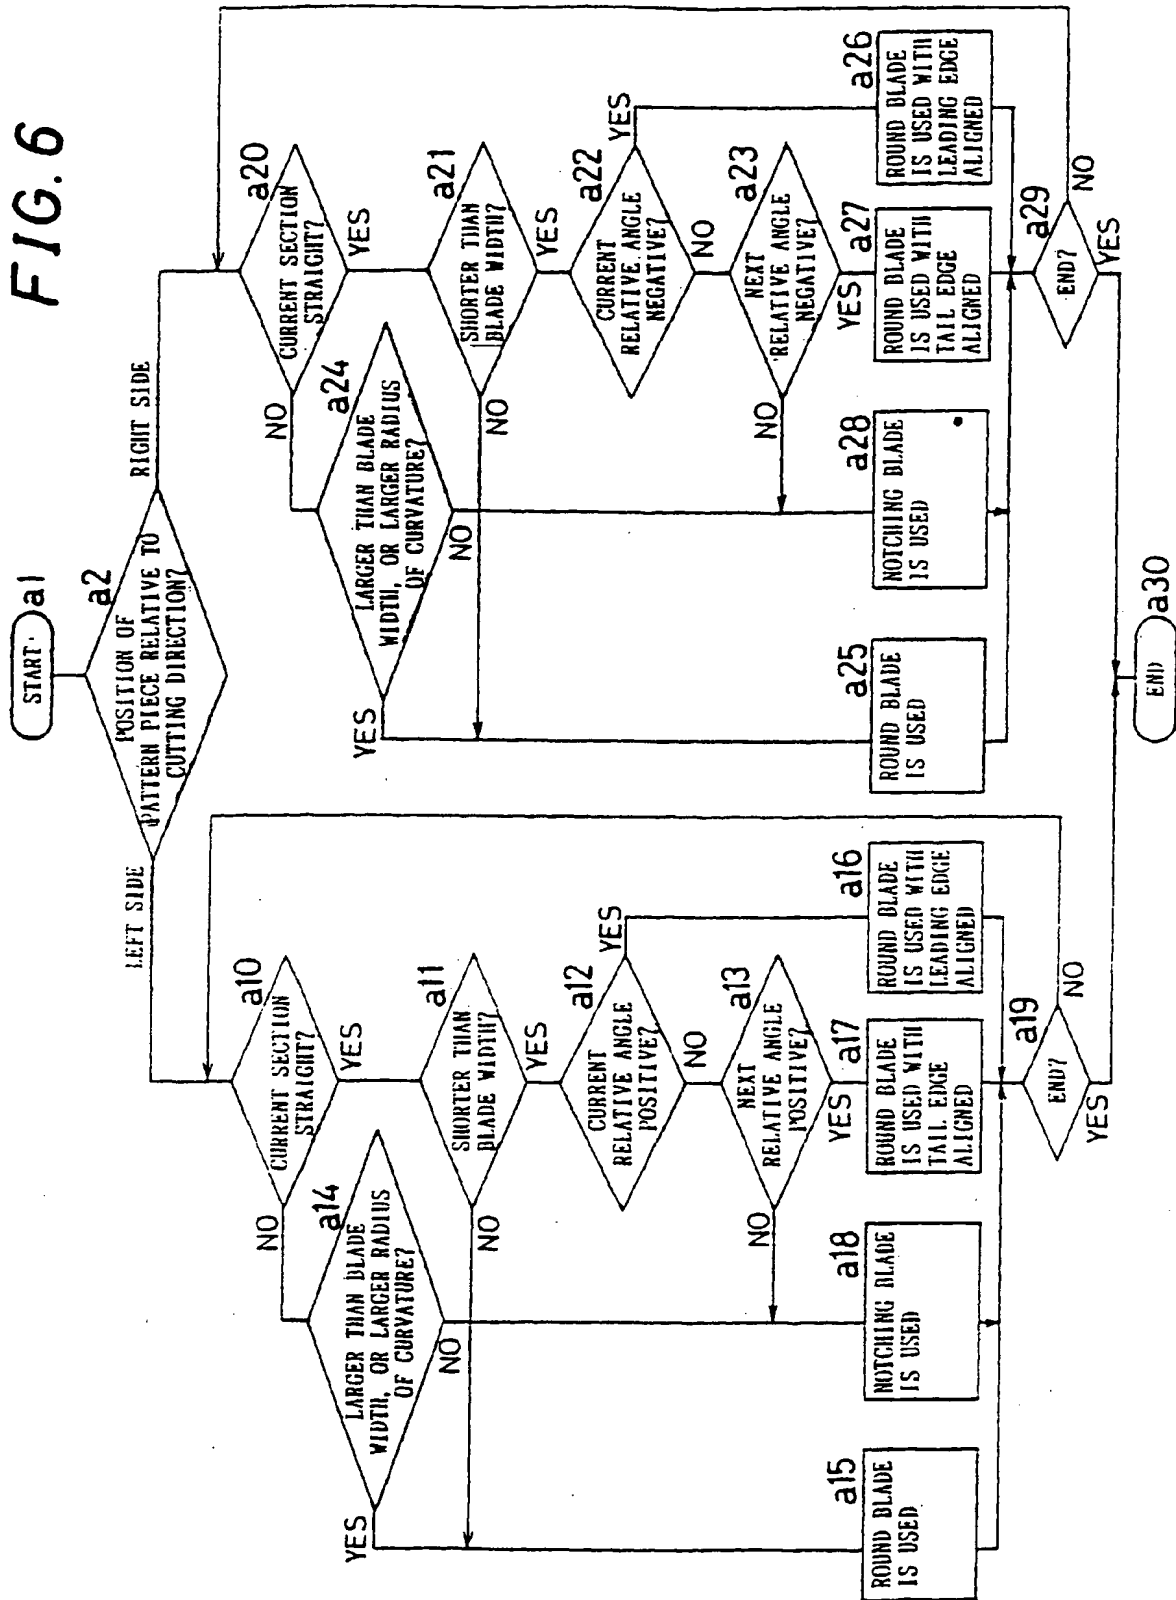 FIG. 6
START
a1
POSITION OF
PATTERN PIECE RELATIVE TO
CUTTING DIRECTION?
a2
LEFT SIDE
RIGHT SIDE
CURRENT SECTION
STRAIGHT?
a10
NO
YES
LARGER THAN BLADE
WIDTH, OR LARGER RADIUS
OF CURVATURE?
a14
YES
NO
SHORTER THAN
BLADE WIDTH?
a11
NO
YES
CURRENT
RELATIVE ANGLE
POSITIVE?
a12
YES
NO
NEXT
RELATIVE ANGLE
POSITIVE?
a13
NO
YES
ROUND BLADE
IS USED
a15
NOTCHING BLADE
IS USED
a18
ROUND BLADE
IS USED WITH
TAIL EDGE
ALIGNED
a17
ROUND BLADE
IS USED WITH
LEADING EDGE
ALIGNED
a16
END?
a19
NO
YES
CURRENT SECTION
STRAIGHT?
a20
NO
YES
LARGER THAN BLADE
WIDTH, OR LARGER RADIUS
OF CURVATURE?
a24
YES
NO
SHORTER THAN
BLADE WIDTH?
a21
NO
YES
CURRENT
RELATIVE ANGLE
NEGATIVE?
a22
YES
NO
NEXT
RELATIVE ANGLE
NEGATIVE?
a23
NO
YES
ROUND BLADE
IS USED
a25
NOTCHING BLADE
IS USED
a28
ROUND BLADE
IS USED WITH
TAIL EDGE
ALIGNED
a27
ROUND BLADE
IS USED WITH
LEADING EDGE
ALIGNED
a26
END?
a29
NO
YES
END
a30